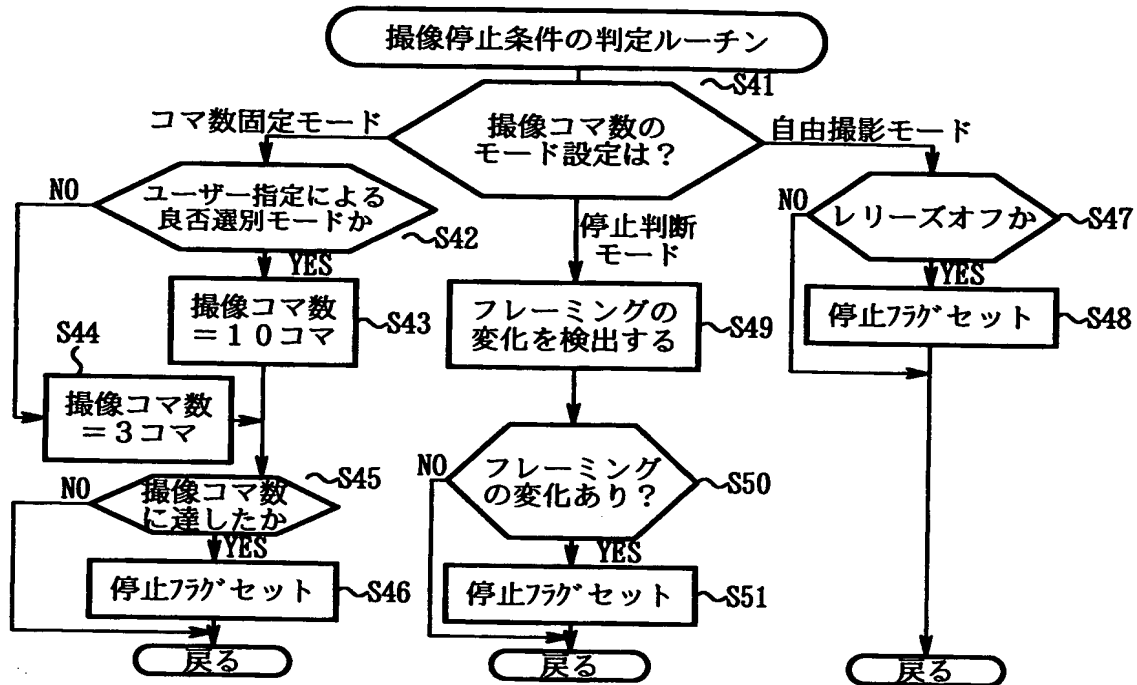 撮像停止条件の判定ルーチン
S41
撮像コマ数の
モード設定は?
コマ数固定モード
自由撮影モード
停止判断
モード
ユーザー指定による
良否選別モードか
NO
S42
YES
撮像コマ数
=10コマ
S43
S44
撮像コマ数
=3コマ
S45
撮像コマ数
に達したか
NO
YES
停止フラグセット
S46
戻る
フレーミングの
変化を検出する
S49
フレーミング
の変化あり?
NO
S50
YES
停止フラグセット
S51
戻る
レリーズオフか
NO
S47
YES
停止フラグセット
S48
戻る